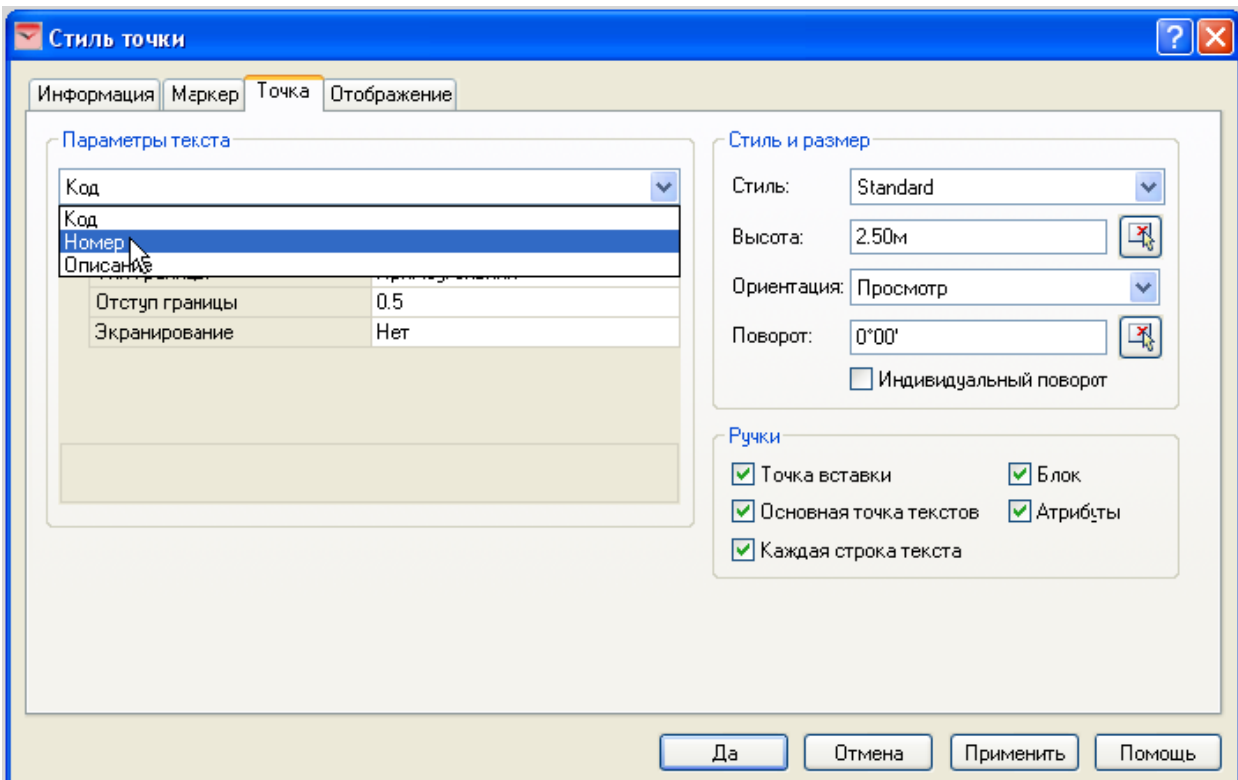 Стиль точки
Информация Маркер Точка Отображение
Параметры текста
Код
Код
Номер
Описание
Отступ границы 0.5
Экранирование Нет
Стиль и размер
Стиль: Standard
Высота: 2.50м
Ориентация: Просмотр
Поворот: 0°00'
Индивидуальный поворот
Ручки
Точка вставки Блок
Основная точка текстов Атрибуты
Каждая строка текста
Да Отмена Применить Помощь